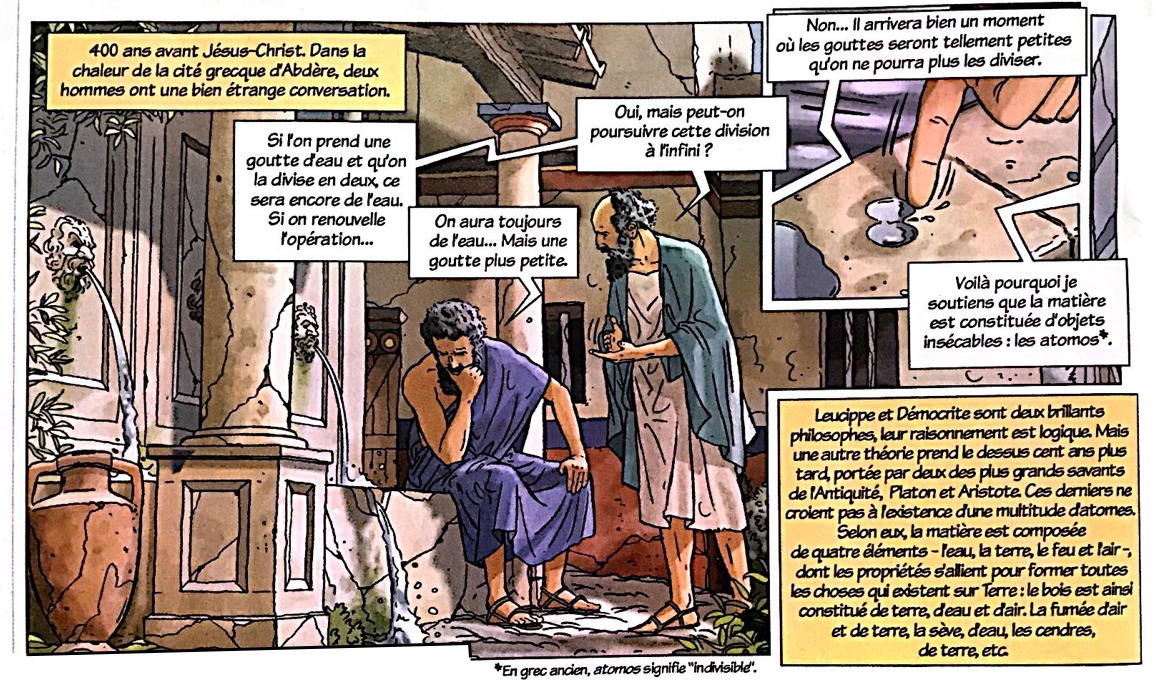 400 ans avant Jésus-Christ. Dans la
chaleur de la cité grecque d'Abdère, deux
hommes ont une bien étrange conversation.
Si l'on prend une
goutte d'eau et qu'on
la divise en deux, ce
sera encore de l'eau.
Si on renouvelle
l'opération...
On aura toujours
de l'eau... Mais une
goutte plus petite.
Oui, mais peut-on
poursuivre cette division
à l'infini ?
Non... Il arrivera bien un moment
où les gouttes seront tellement petites
qu'on ne pourra plus les diviser.
Voilà pourquoi je
soutiens que la matière
est constituée d'objets
insécables : les atomos*.
Leucippe et Démocrite sont deux brillants
philosophes, leur raisonnement est logique. Mais
une autre théorie prend le dessus cent ans plus
tard, portée par deux des plus grands savants
de l'Antiquité, Platon et Aristote. Ces derniers ne
croient pas à l'existence d'une multitude d'atomes.
Selon eux, la matière est composée
de quatre éléments - l'eau, la terre, le feu et l'air -,
dont les propriétés s'allient pour former toutes
les choses qui existent sur Terre : le bois est ainsi
constitué de terre, d'eau et d'air. La fumée d'air
et de terre, la sève, d'eau, les cendres,
de terre, etc.
*En grec ancien, atomos signifie "indivisible".